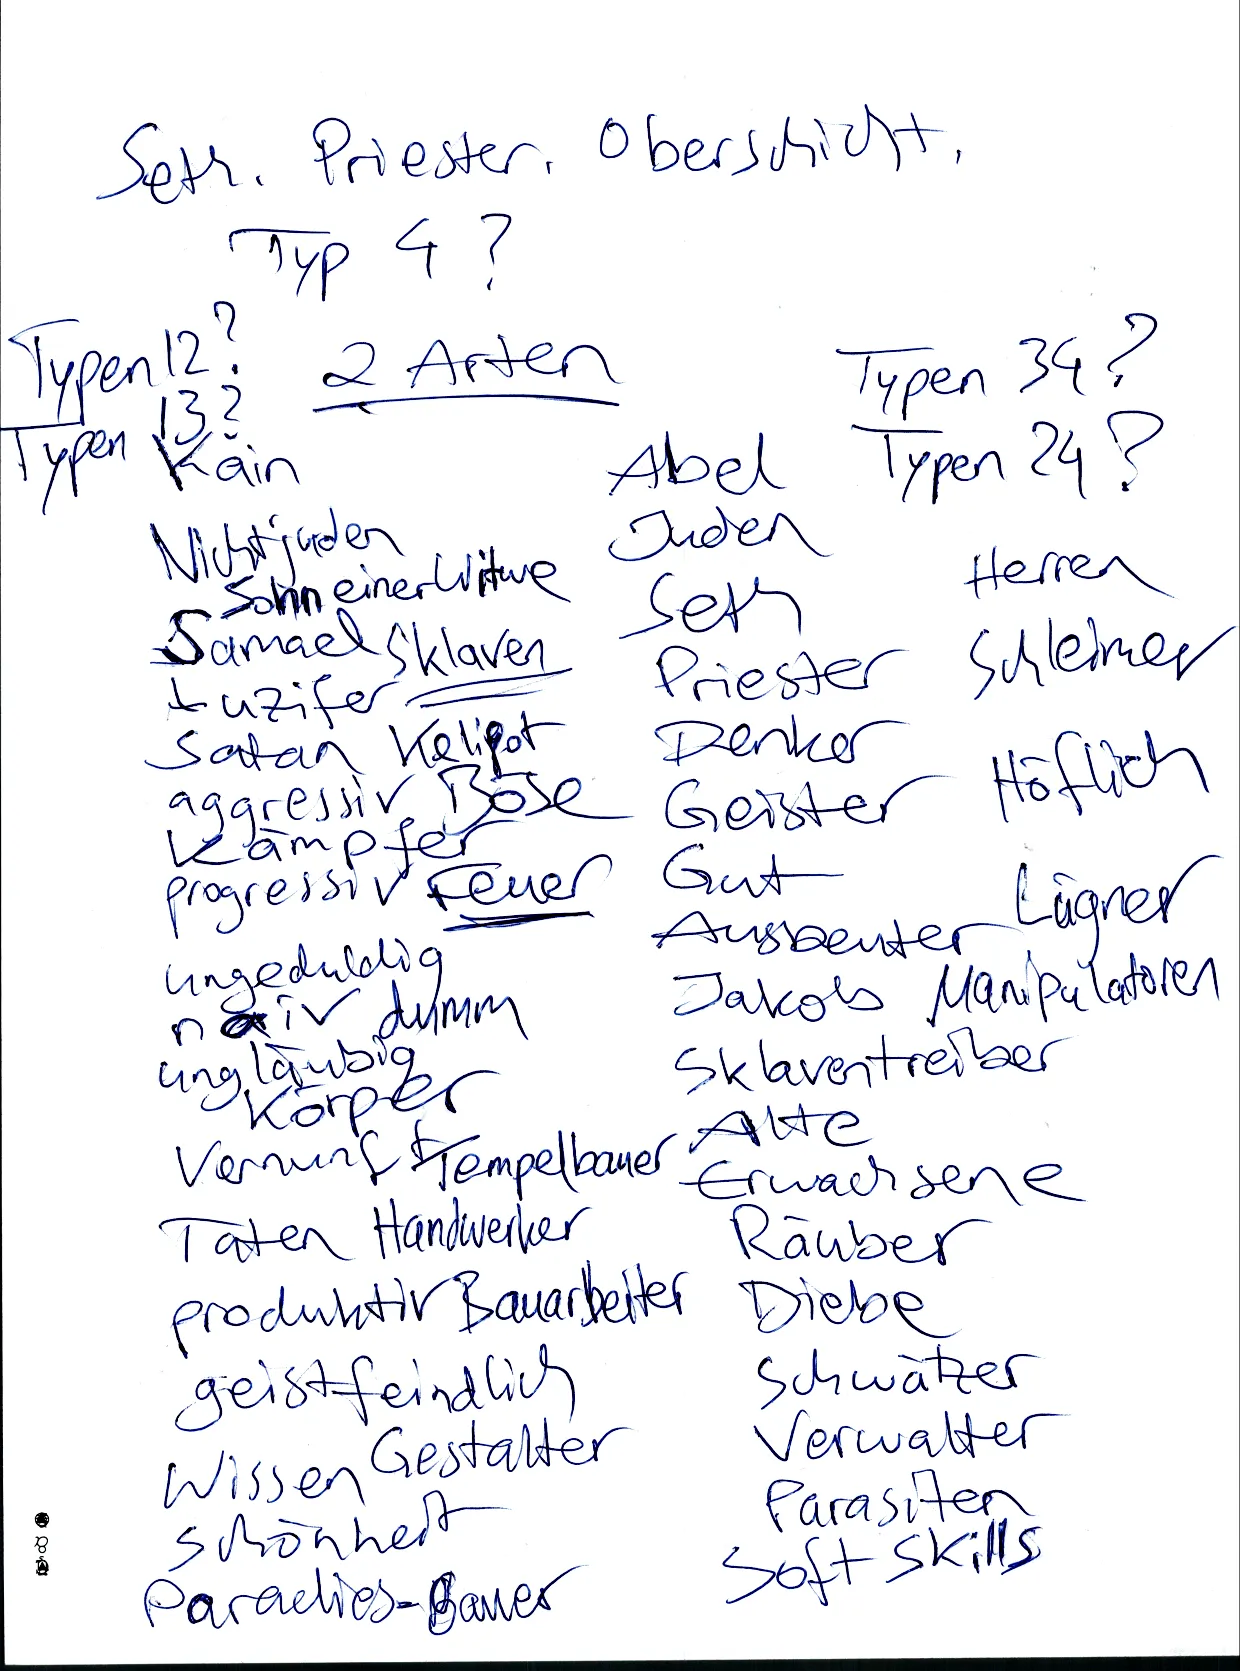 Seth. Priester. Oberschicht.
Typ 4?
Typen 12?
2 Arten
Typen 34?
Typen 13?
Typen 24?
Kain
Nichtjuden
Sohn einer Witwe
Samael Sklaven
Luzifer
Satan Kelipot
aggressiv Böse
Kämpfer
progressiv Feuer
ungeduldig
naiv dumm
ungläubig
Körper
Vernunft Tempelbauer
Taten Handwerker
produktiv Bauarbeiter
geistfeindlich
Wissen Gestalter
Schönheit
Paradies-Bauer
Abel
Juden
Seth
Priester
Denker
Geister
Gut
Ausbeuter
Jakob
Sklaventreiber
Alte
Erwachsene
Räuber
Diebe
Schwätzer
Verwalter
Parasiten
Soft Skills
Herren
Schleimer
Höflich
Lügner
Manipulatoren